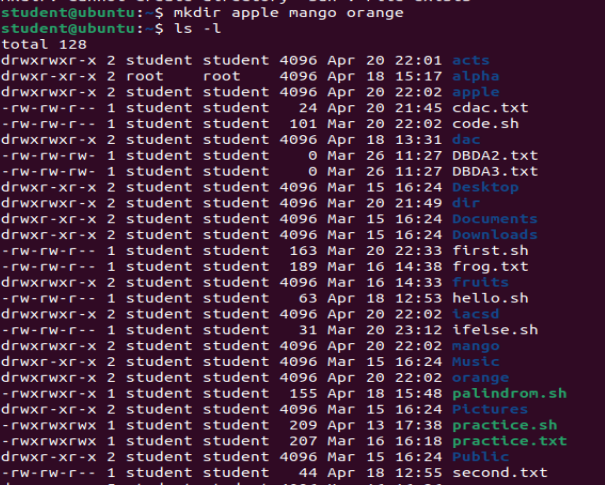 student@ubuntu:~$ mkdir apple mango orange
student@ubuntu:~$ ls -l
total 128
drwxrwxr-x 2 student student 4096 Apr 20 22:01 acts
drwxr-xr-x 2 root    root    4096 Apr 18 15:17 alpha
drwxrwxr-x 2 student student 4096 Apr 20 22:02 apple
-rw-rw-r-- 1 student student   24 Apr 20 21:45 cdac.txt
-rw-rw-r-- 1 student student  101 Mar 20 22:02 code.sh
drwxrwxr-x 2 student student 4096 Apr 18 13:31 dac
-rw-rw-rw- 1 student student    0 Mar 26 11:27 DBDA2.txt
-rw-rw-rw- 1 student student    0 Mar 26 11:27 DBDA3.txt
drwxr-xr-x 2 student student 4096 Mar 15 16:24 Desktop
drwxrwxr-x 2 student student 4096 Mar 20 21:49 dir
drwxr-xr-x 2 student student 4096 Mar 15 16:24 Documents
drwxr-xr-x 2 student student 4096 Mar 15 16:24 Downloads
-rw-rw-r-- 1 student student  163 Mar 20 22:33 first.sh
-rw-rw-r-- 1 student student  189 Mar 16 14:38 frog.txt
drwxrwxr-x 2 student student 4096 Mar 16 14:33 fruits
-rw-rw-r-- 1 student student   63 Apr 18 12:53 hello.sh
drwxrwxr-x 2 student student 4096 Apr 20 22:02 iacsd
-rw-rw-r-- 1 student student   31 Mar 20 23:12 ifelse.sh
drwxrwxr-x 2 student student 4096 Apr 20 22:02 mango
drwxr-xr-x 2 student student 4096 Mar 15 16:24 Music
drwxrwxr-x 2 student student 4096 Apr 20 22:02 orange
-rwxrwxr-x 1 student student  155 Apr 18 15:48 palindrom.sh
drwxr-xr-x 2 student student 4096 Mar 15 16:24 Pictures
-rwxrwxrwx 1 student student  209 Apr 13 17:38 practice.sh
-rwxrwxrwx 1 student student  207 Mar 16 16:18 practice.txt
drwxr-xr-x 2 student student 4096 Mar 15 16:24 Public
-rw-rw-r-- 1 student student   44 Apr 18 12:55 second.txt